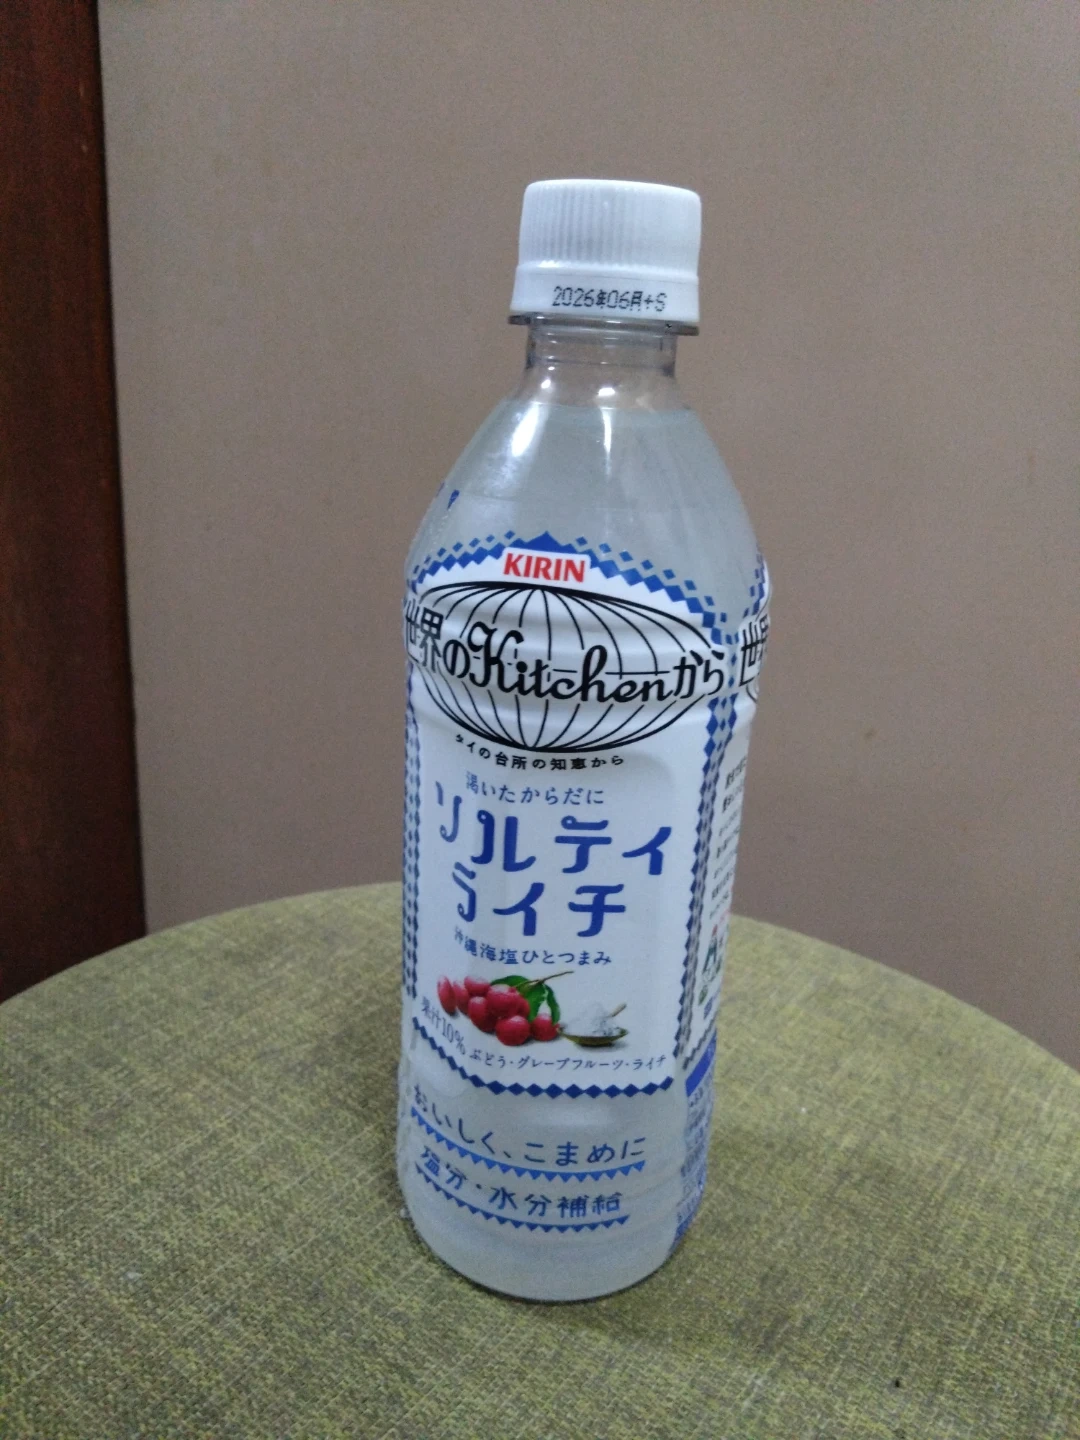 2026年06月+S
KIRIN
世界のKitchenから
タイの台所の知恵から
渇いたからだに
ソルティ
ライチ
沖縄海塩ひとつまみ
果汁10%
ぶどう・グレープフルーツ・ライチ
おいしく、こまめに
塩分・水分補給
世界